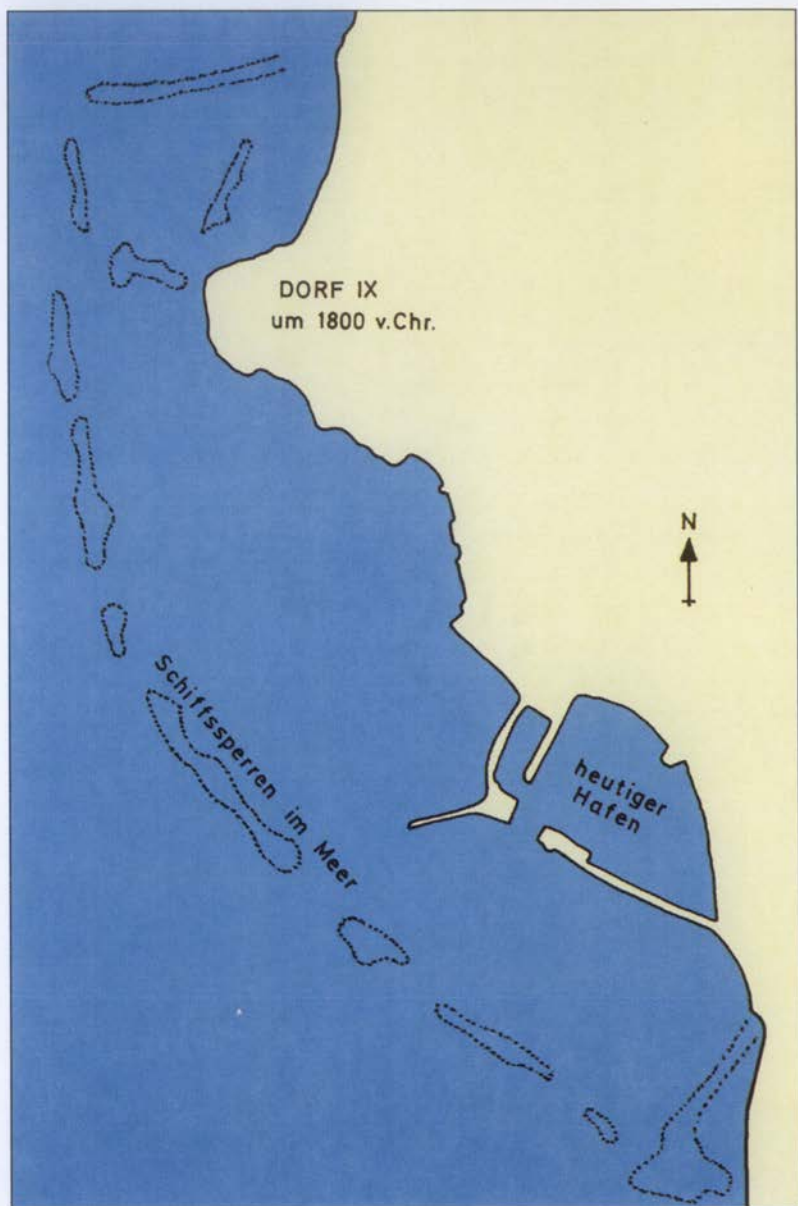 DORF IX
um 1800 v.Chr.
N
Schiffssperren im Meer
heutiger
Hafen